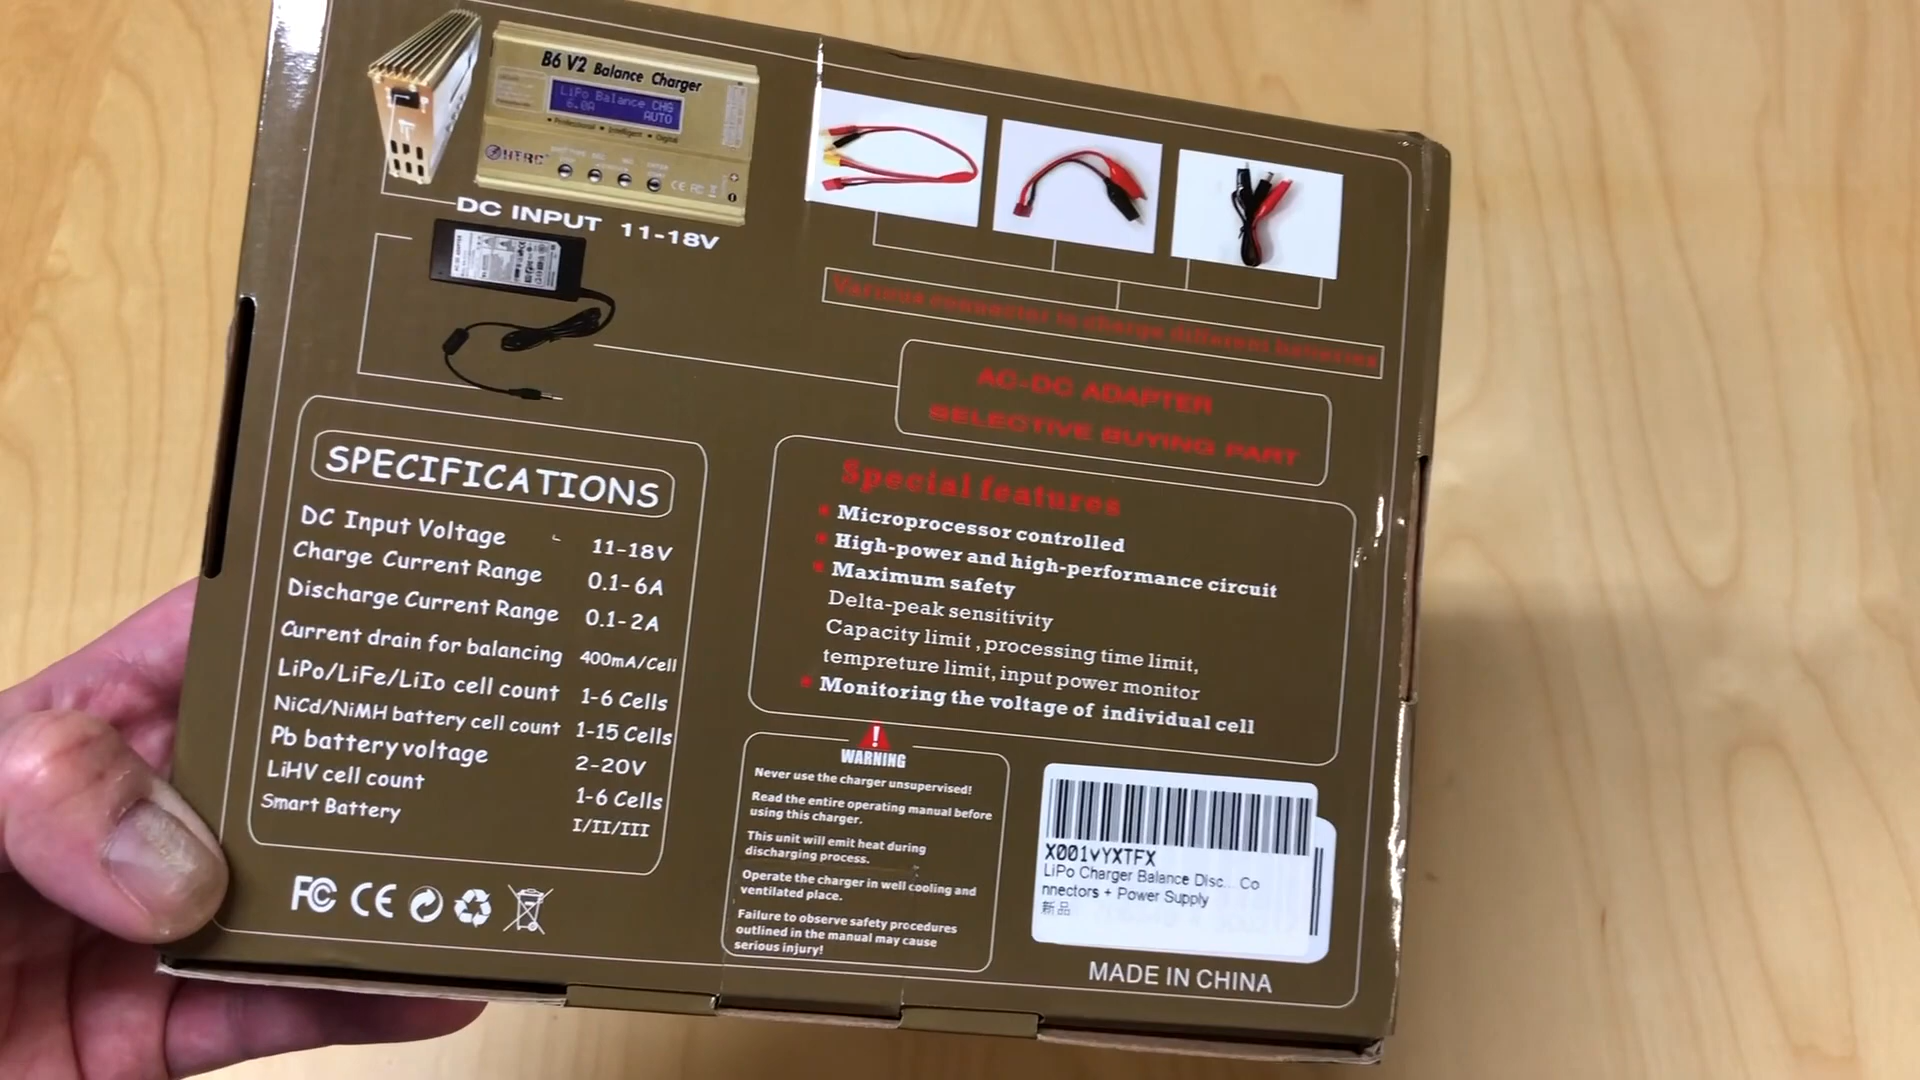 B6 V2 Balance Charger
LiPo Balance CHG
6.0A AUTO
Professional • Intelligent • Digital
HTRC
DC INPUT 11-18V
Various connector to charge different batteries
AC-DC ADAPTER
SELECTIVE BUYING PART
SPECIFICATIONS
DC Input Voltage 11-18V
Charge Current Range 0.1-6A
Discharge Current Range 0.1-2A
Current drain for balancing 400mA/Cell
LiPo/LiFe/LiIo cell count 1-6 Cells
NiCd/NiMH battery cell count 1-15 Cells
Pb battery voltage 2-20V
LiHV cell count 1-6 Cells
Smart Battery I/II/III
FC CE
Special features
Microprocessor controlled
High-power and high-performance circuit
Maximum safety
Delta-peak sensitivity
Capacity limit , processing time limit,
tempreture limit, input power monitor
Monitoring the voltage of individual cell
WARNING
Never use the charger unsupervised!
Read the entire operating manual before
using this charger.
This unit will emit heat during
discharging process.
Operate the charger in well cooling and
ventilated place.
Failure to observe safety procedures
outlined in the manual may cause
serious injury!
X001vYXTFX
LiPo Charger Balance Disc... Co
nnectors + Power Supply
新品
MADE IN CHINA